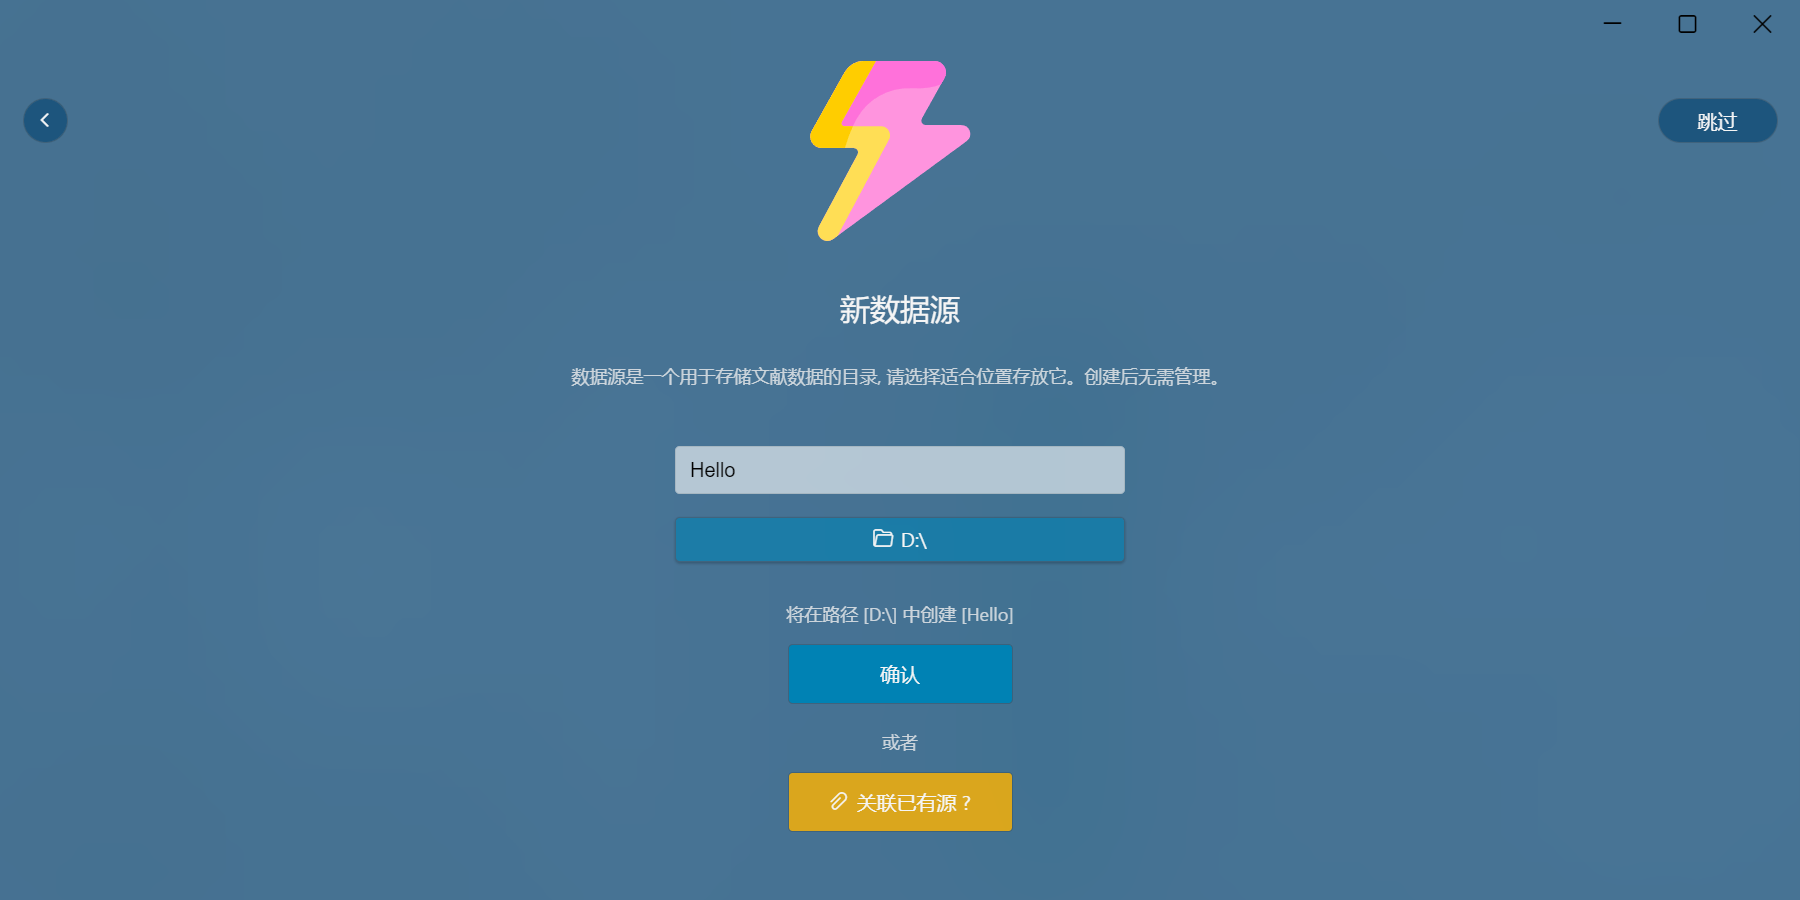 跳过
新数据源
数据源是一个用于存储文献数据的目录, 请选择适合位置存放它。创建后无需管理。
Hello
D:\
将在路径 [D:\] 中创建 [Hello]
确认
或者
关联已有源 ?